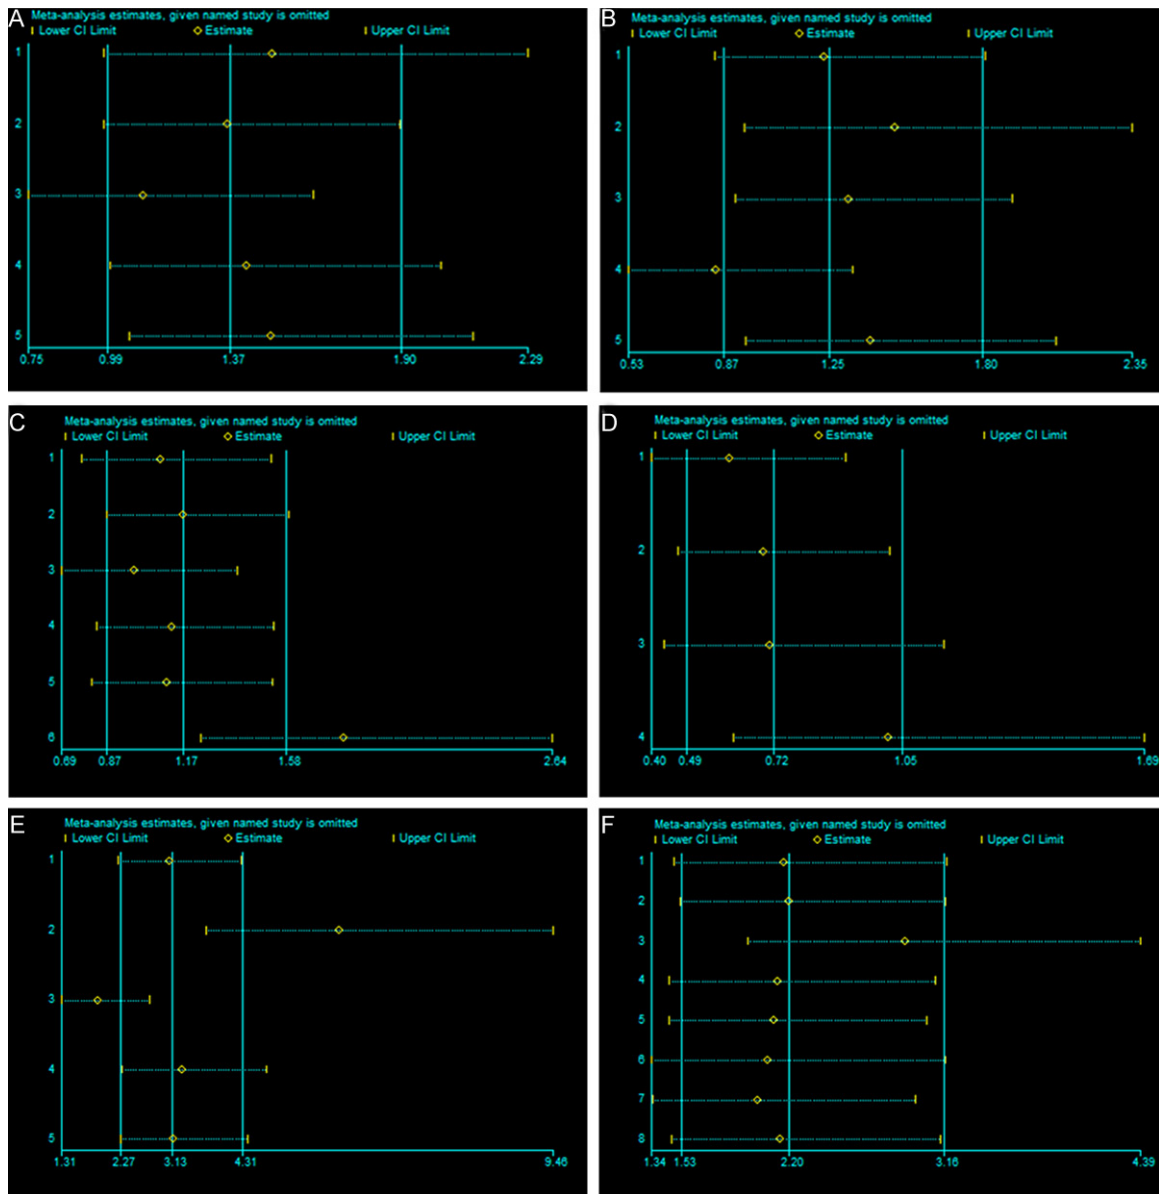 A
Meta-analysis estimates, given named study is omitted
Lower CI Limit Estimate Upper CI Limit
1
2
3
4
5
0.75 0.99 1.37 1.90 2.29
B
Meta-analysis estimates, given named study is omitted
Lower CI Limit Estimate Upper CI Limit
1
2
3
4
5
0.53 0.87 1.25 1.80 2.35
C
Meta-analysis estimates, given named study is omitted
Lower CI Limit Estimate Upper CI Limit
1
2
3
4
5
6
0.69 0.87 1.17 1.58 2.64
D
Meta-analysis estimates, given named study is omitted
Lower CI Limit Estimate Upper CI Limit
1
2
3
4
0.40 0.49 0.72 1.05 1.69
E
Meta-analysis estimates, given named study is omitted
Lower CI Limit Estimate Upper CI Limit
1
2
3
4
5
1.31 2.27 3.13 4.31 9.46
F
Meta-analysis estimates, given named study is omitted
Lower CI Limit Estimate Upper CI Limit
1
2
3
4
5
6
7
8
1.34 1.53 2.20 3.16 4.39